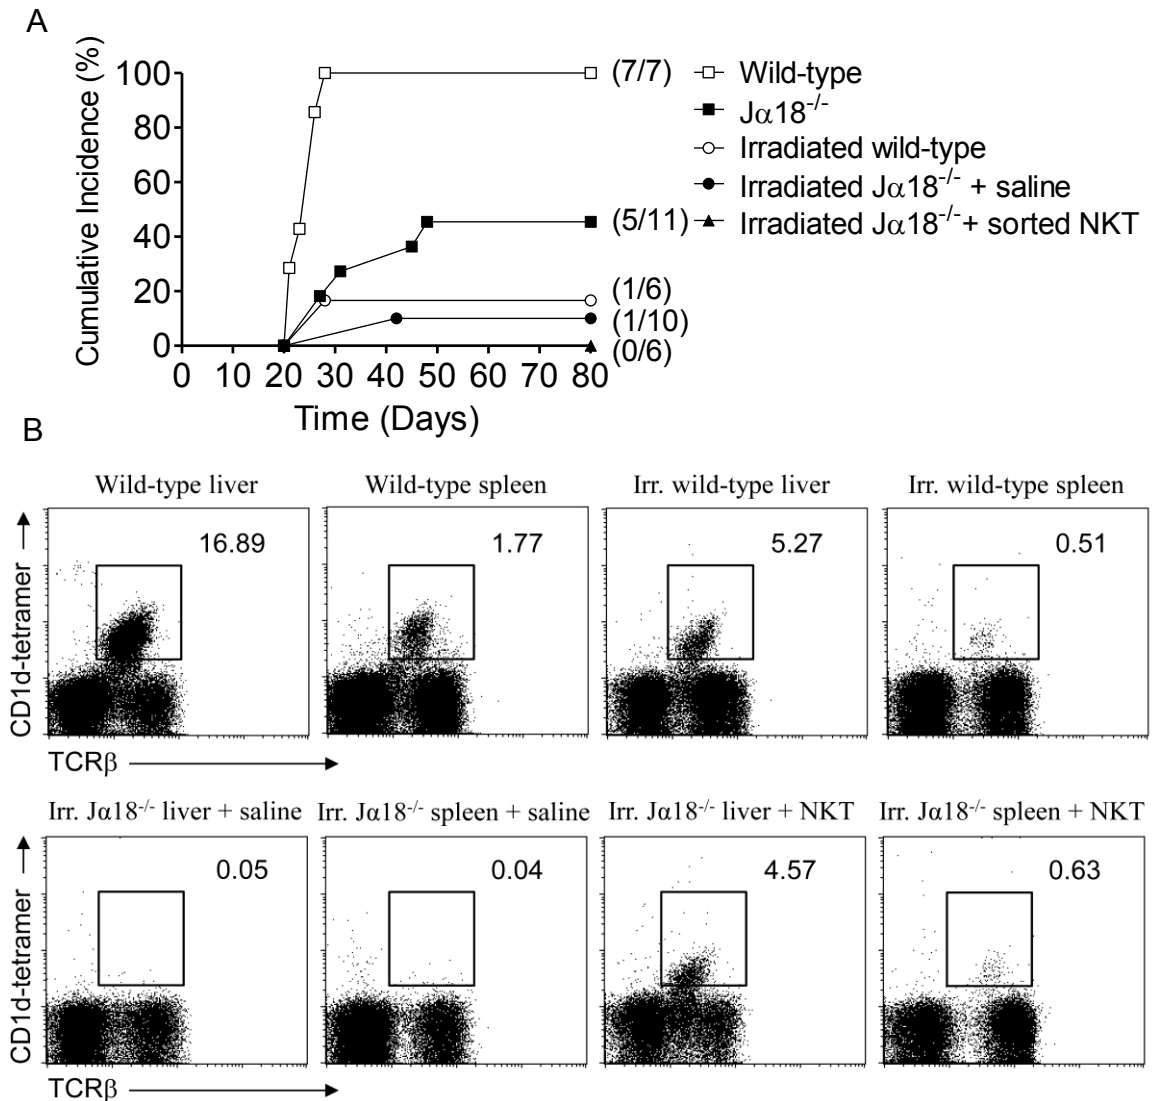 A
Cumulative Incidence (%)
100
80
60
40
20
0
0 10 20 30 40 50 60 70 80
Time (Days)
(7/7)
(5/11)
(1/6)
(1/10)
(0/6)
Wild-type
Jα18⁻/⁻
Irradiated wild-type
Irradiated Jα18⁻/⁻ + saline
Irradiated Jα18⁻/⁻+ sorted NKT
B
Wild-type liver Wild-type spleen Irr. wild-type liver Irr. wild-type spleen
16.89 1.77 5.27 0.51
CD1d-tetramer
TCRβ
Irr. Jα18⁻/⁻ liver + saline Irr. Jα18⁻/⁻ spleen + saline Irr. Jα18⁻/⁻ liver + NKT Irr. Jα18⁻/⁻ spleen + NKT
0.05 0.04 4.57 0.63
CD1d-tetramer
TCRβ